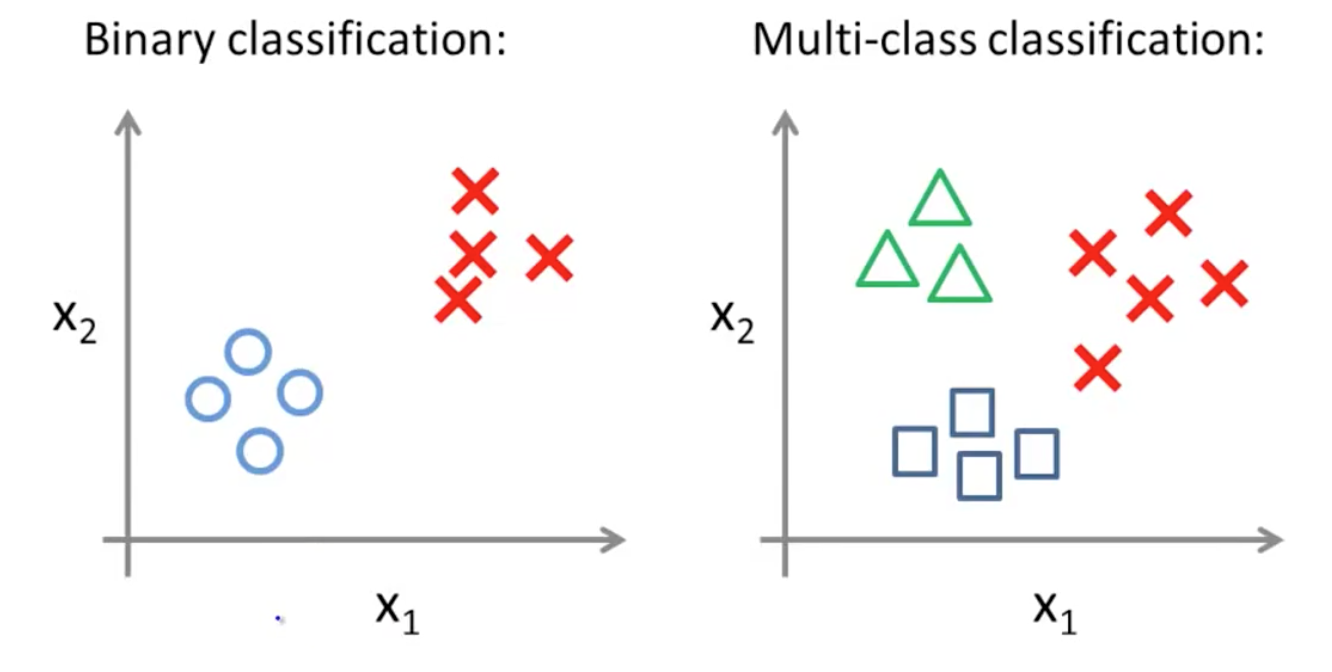 Binary classification:
x₂
x₁
Multi-class classification:
x₂
x₁